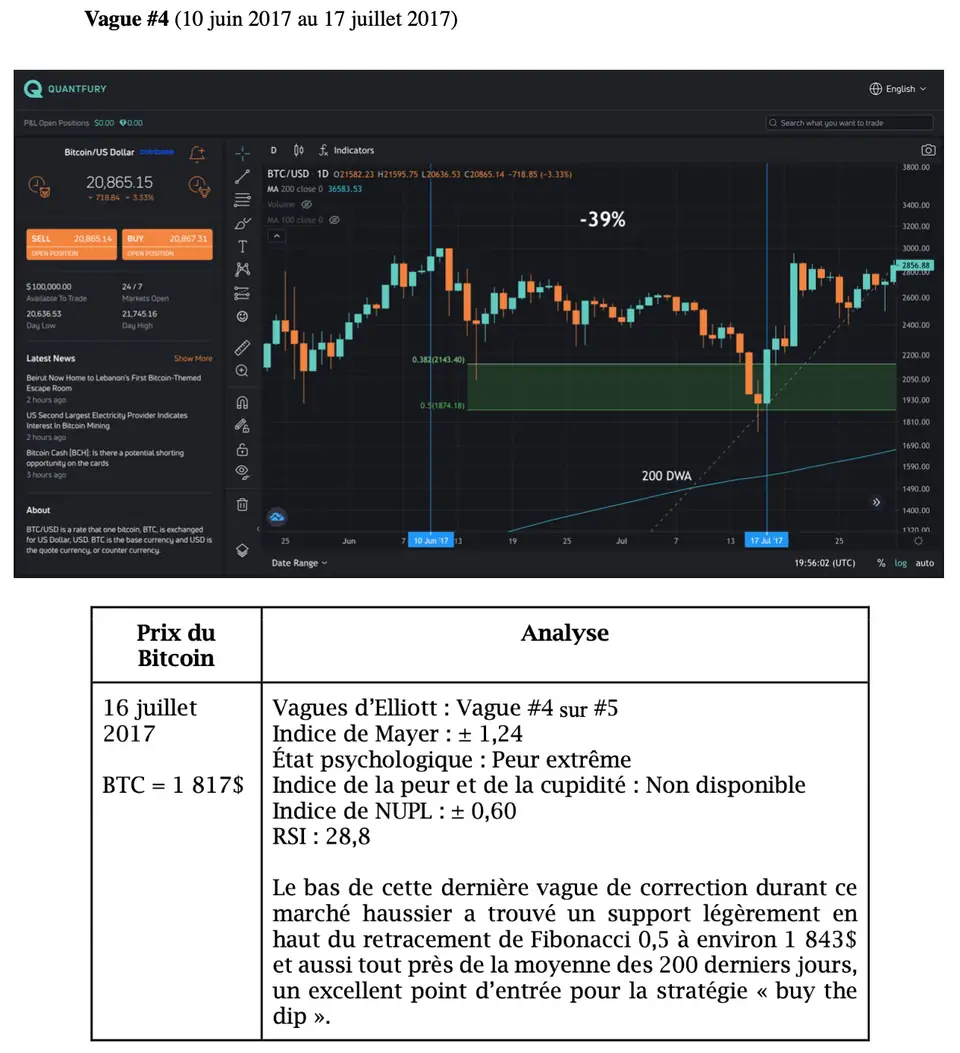 Vague #4 (10 juin 2017 au 17 juillet 2017)
QUANTFURY
English
P&L Open Positions $0.00 0.00
Search what you want to trade
Bitcoin/US Dollar coinbase
20,865.15
718.84 3.33%
SELL 20,865.14
OPEN POSITION
BUY 20,867.31
OPEN POSITION
$100,000.00
Available To Trade
24 / 7
Markets Open
20,636.53
Day Low
21,745.16
Day High
Latest News
Show More
Beirut Now Home to Lebanon's First Bitcoin-Themed
Escape Room
2 hours ago
US Second Largest Electricity Provider Indicates
Interest In Bitcoin Mining
2 hours ago
Bitcoin Cash [BCH]: Is there a potential shorting
opportunity on the cards
3 hours ago
About
BTC/USD is a rate that one bitcoin, BTC, is exchanged
for US Dollar, USD. BTC is the base currency and USD is
the quote currency, or counter currency.
D
Indicators
BTC/USD 1D O21582.23 H21595.75 L20636.53 C20865.14 -718.85 (-3.33%)
MA 200 close 0 36583.53
Volume
MA 100 close 0
-39%
0.382(2143.40)
0.5(1874.18)
200 DWA
3800.00
3400.00
3200.00
3000.00
2856.88
2800.00
2600.00
2400.00
2200.00
2050.00
1930.00
1810.00
1690.00
1590.00
1490.00
1400.00
1320.00
25
Jun
7
10 Jun '17
13
19
25
Jul
7
13
17 Jul '17
25
Date Range
19:56:02 (UTC)
%
log
auto
Prix du
Bitcoin
Analyse
16 juillet
2017
BTC = 1 817$
Vagues d’Elliott : Vague #4 sur #5
Indice de Mayer : ± 1,24
État psychologique : Peur extrême
Indice de la peur et de la cupidité : Non disponible
Indice de NUPL : ± 0,60
RSI : 28,8
Le bas de cette dernière vague de correction durant ce
marché haussier a trouvé un support légèrement en
haut du retracement de Fibonacci 0,5 à environ 1 843$
et aussi tout près de la moyenne des 200 derniers jours,
un excellent point d’entrée pour la stratégie « buy the
dip ».